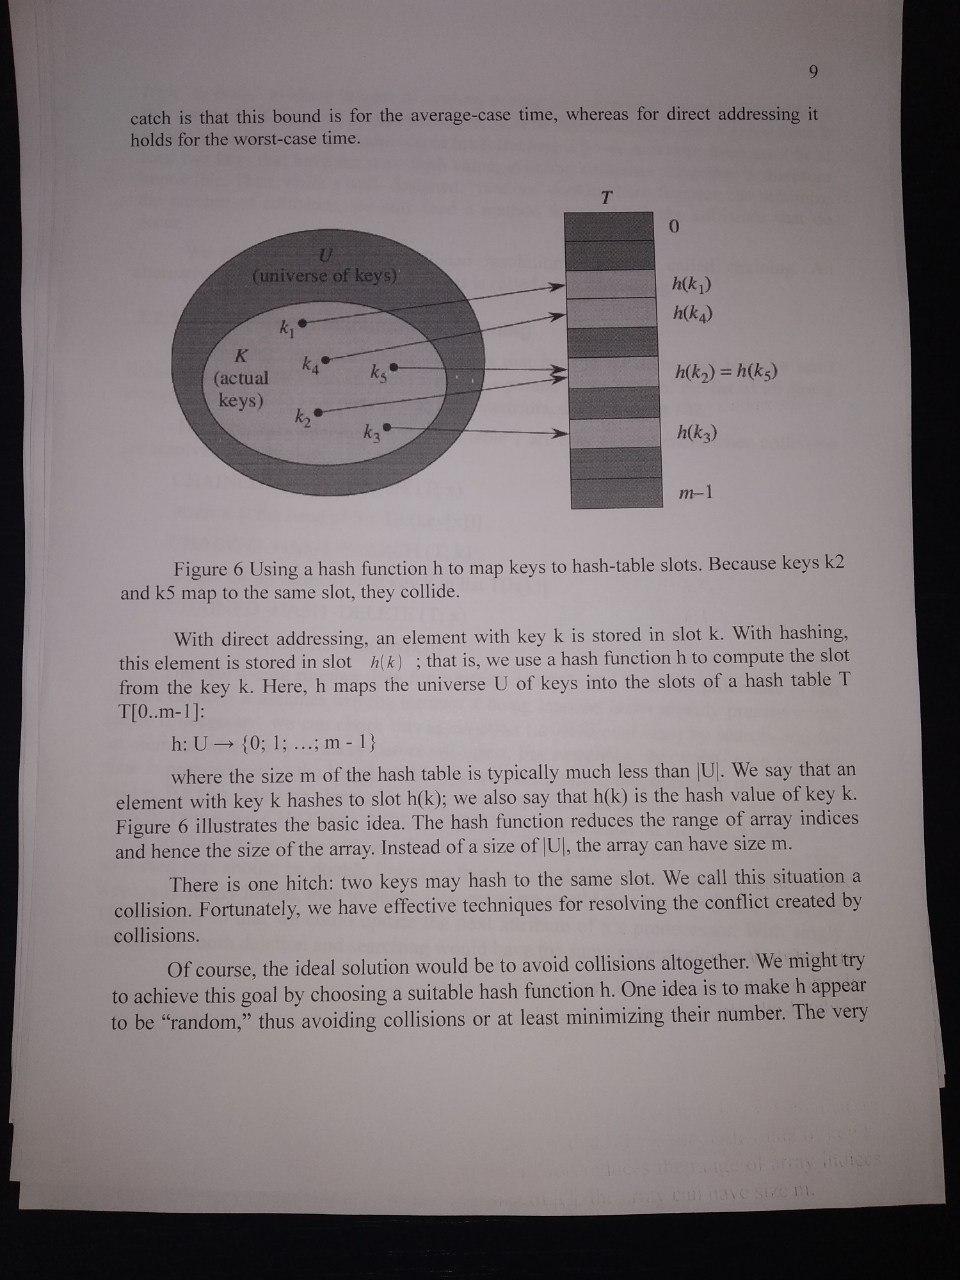 9
catch is that this bound is for the average-case time, whereas for direct addressing it
holds for the worst-case time.
T
U
(universe of keys)
K
(actual
keys)
k₁
k₄
k₅
k₂
k₃
0
h(k₁)
h(k₄)
h(k₂) = h(k₅)
h(k₃)
m–1
Figure 6 Using a hash function h to map keys to hash-table slots. Because keys k2
and k5 map to the same slot, they collide.
With direct addressing, an element with key k is stored in slot k. With hashing,
this element is stored in slot h(k) ; that is, we use a hash function h to compute the slot
from the key k. Here, h maps the universe U of keys into the slots of a hash table T
T[0..m-1]:
h: U → {0; 1; …; m - 1}
where the size m of the hash table is typically much less than |U|. We say that an
element with key k hashes to slot h(k); we also say that h(k) is the hash value of key k.
Figure 6 illustrates the basic idea. The hash function reduces the range of array indices
and hence the size of the array. Instead of a size of |U|, the array can have size m.
There is one hitch: two keys may hash to the same slot. We call this situation a
collision. Fortunately, we have effective techniques for resolving the conflict created by
collisions.
Of course, the ideal solution would be to avoid collisions altogether. We might try
to achieve this goal by choosing a suitable hash function h. One idea is to make h appear
to be “random,” thus avoiding collisions or at least minimizing their number. The very